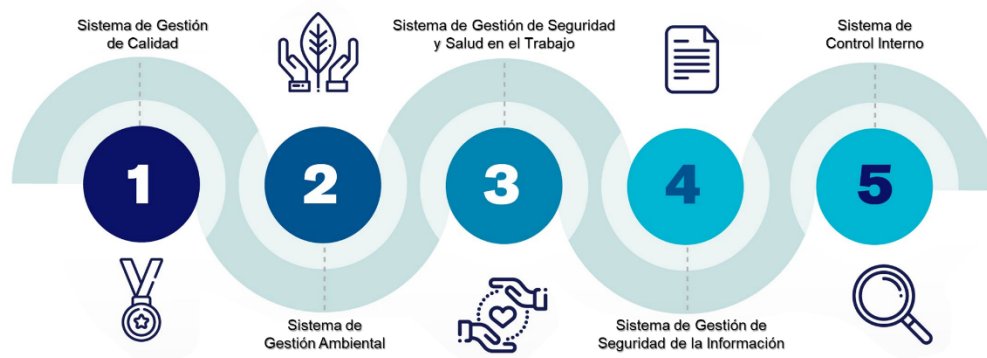 Sistema de Gestión
de Calidad
1
Sistema de
Gestión Ambiental
2
Sistema de Gestión de Seguridad
y Salud en el Trabajo
3
Sistema de Gestión de
Seguridad de la Información
4
Sistema de
Control Interno
5